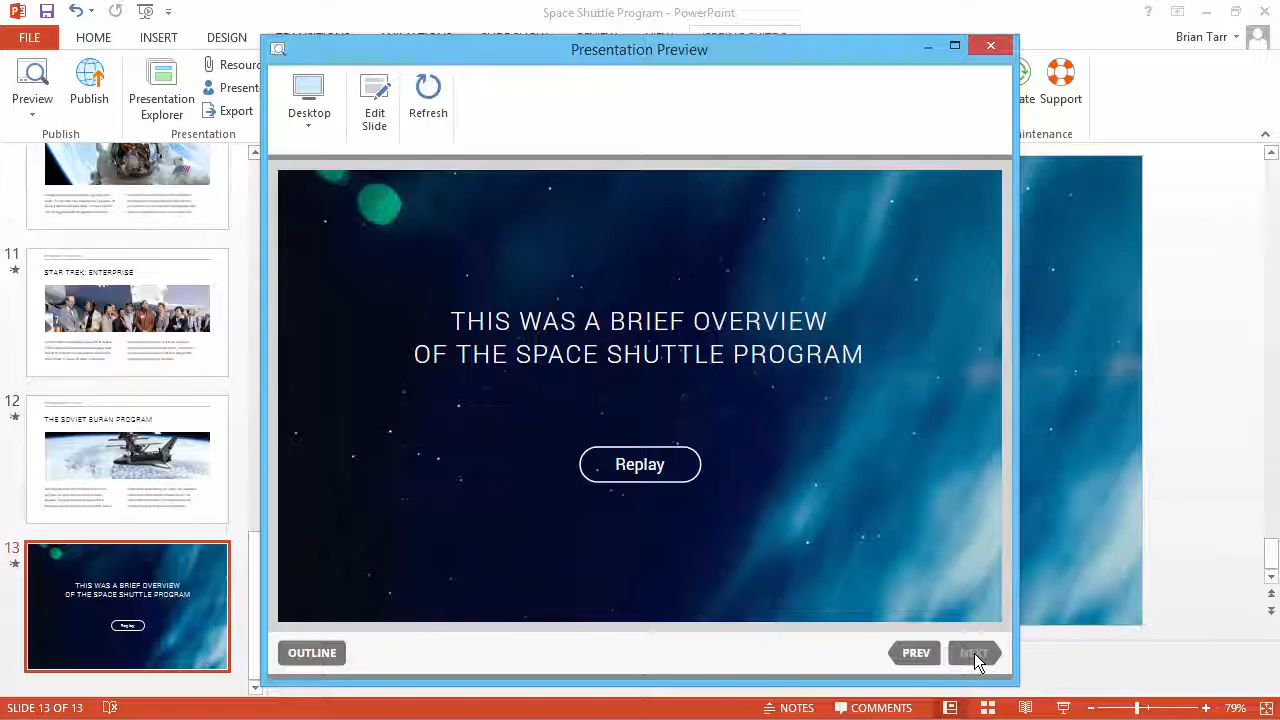 Space Shuttle Program - PowerPoint
FILE
HOME
INSERT
DESIGN
Brian Tarr
Preview
Publish
Presentation
Explorer
Export
Support
Publish
Presentation
Presentation Preview
Desktop
Edit
Slide
Refresh
11
STAR TREK: ENTERPRISE
12
THE SOVIET BURAN PROGRAM
13
THIS WAS A BRIEF OVERVIEW
OF THE SPACE SHUTTLE PROGRAM
Replay
THIS WAS A BRIEF OVERVIEW
OF THE SPACE SHUTTLE PROGRAM
Replay
OUTLINE
PREV
NEXT
SLIDE 13 OF 13
NOTES
COMMENTS
79%